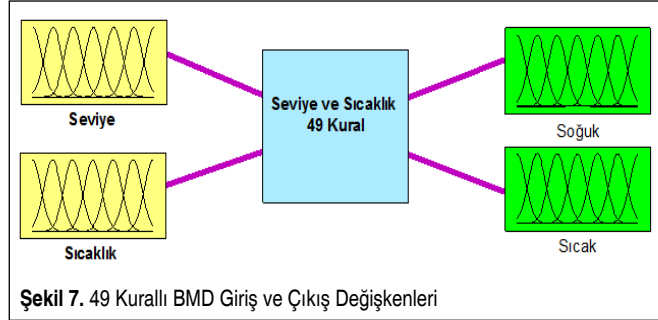 Seviye
Sıcaklık
Seviye ve Sıcaklık
49 Kural
Soğuk
Sıcak
Şekil 7. 49 Kurallı BMD Giriş ve Çıkış Değişkenleri